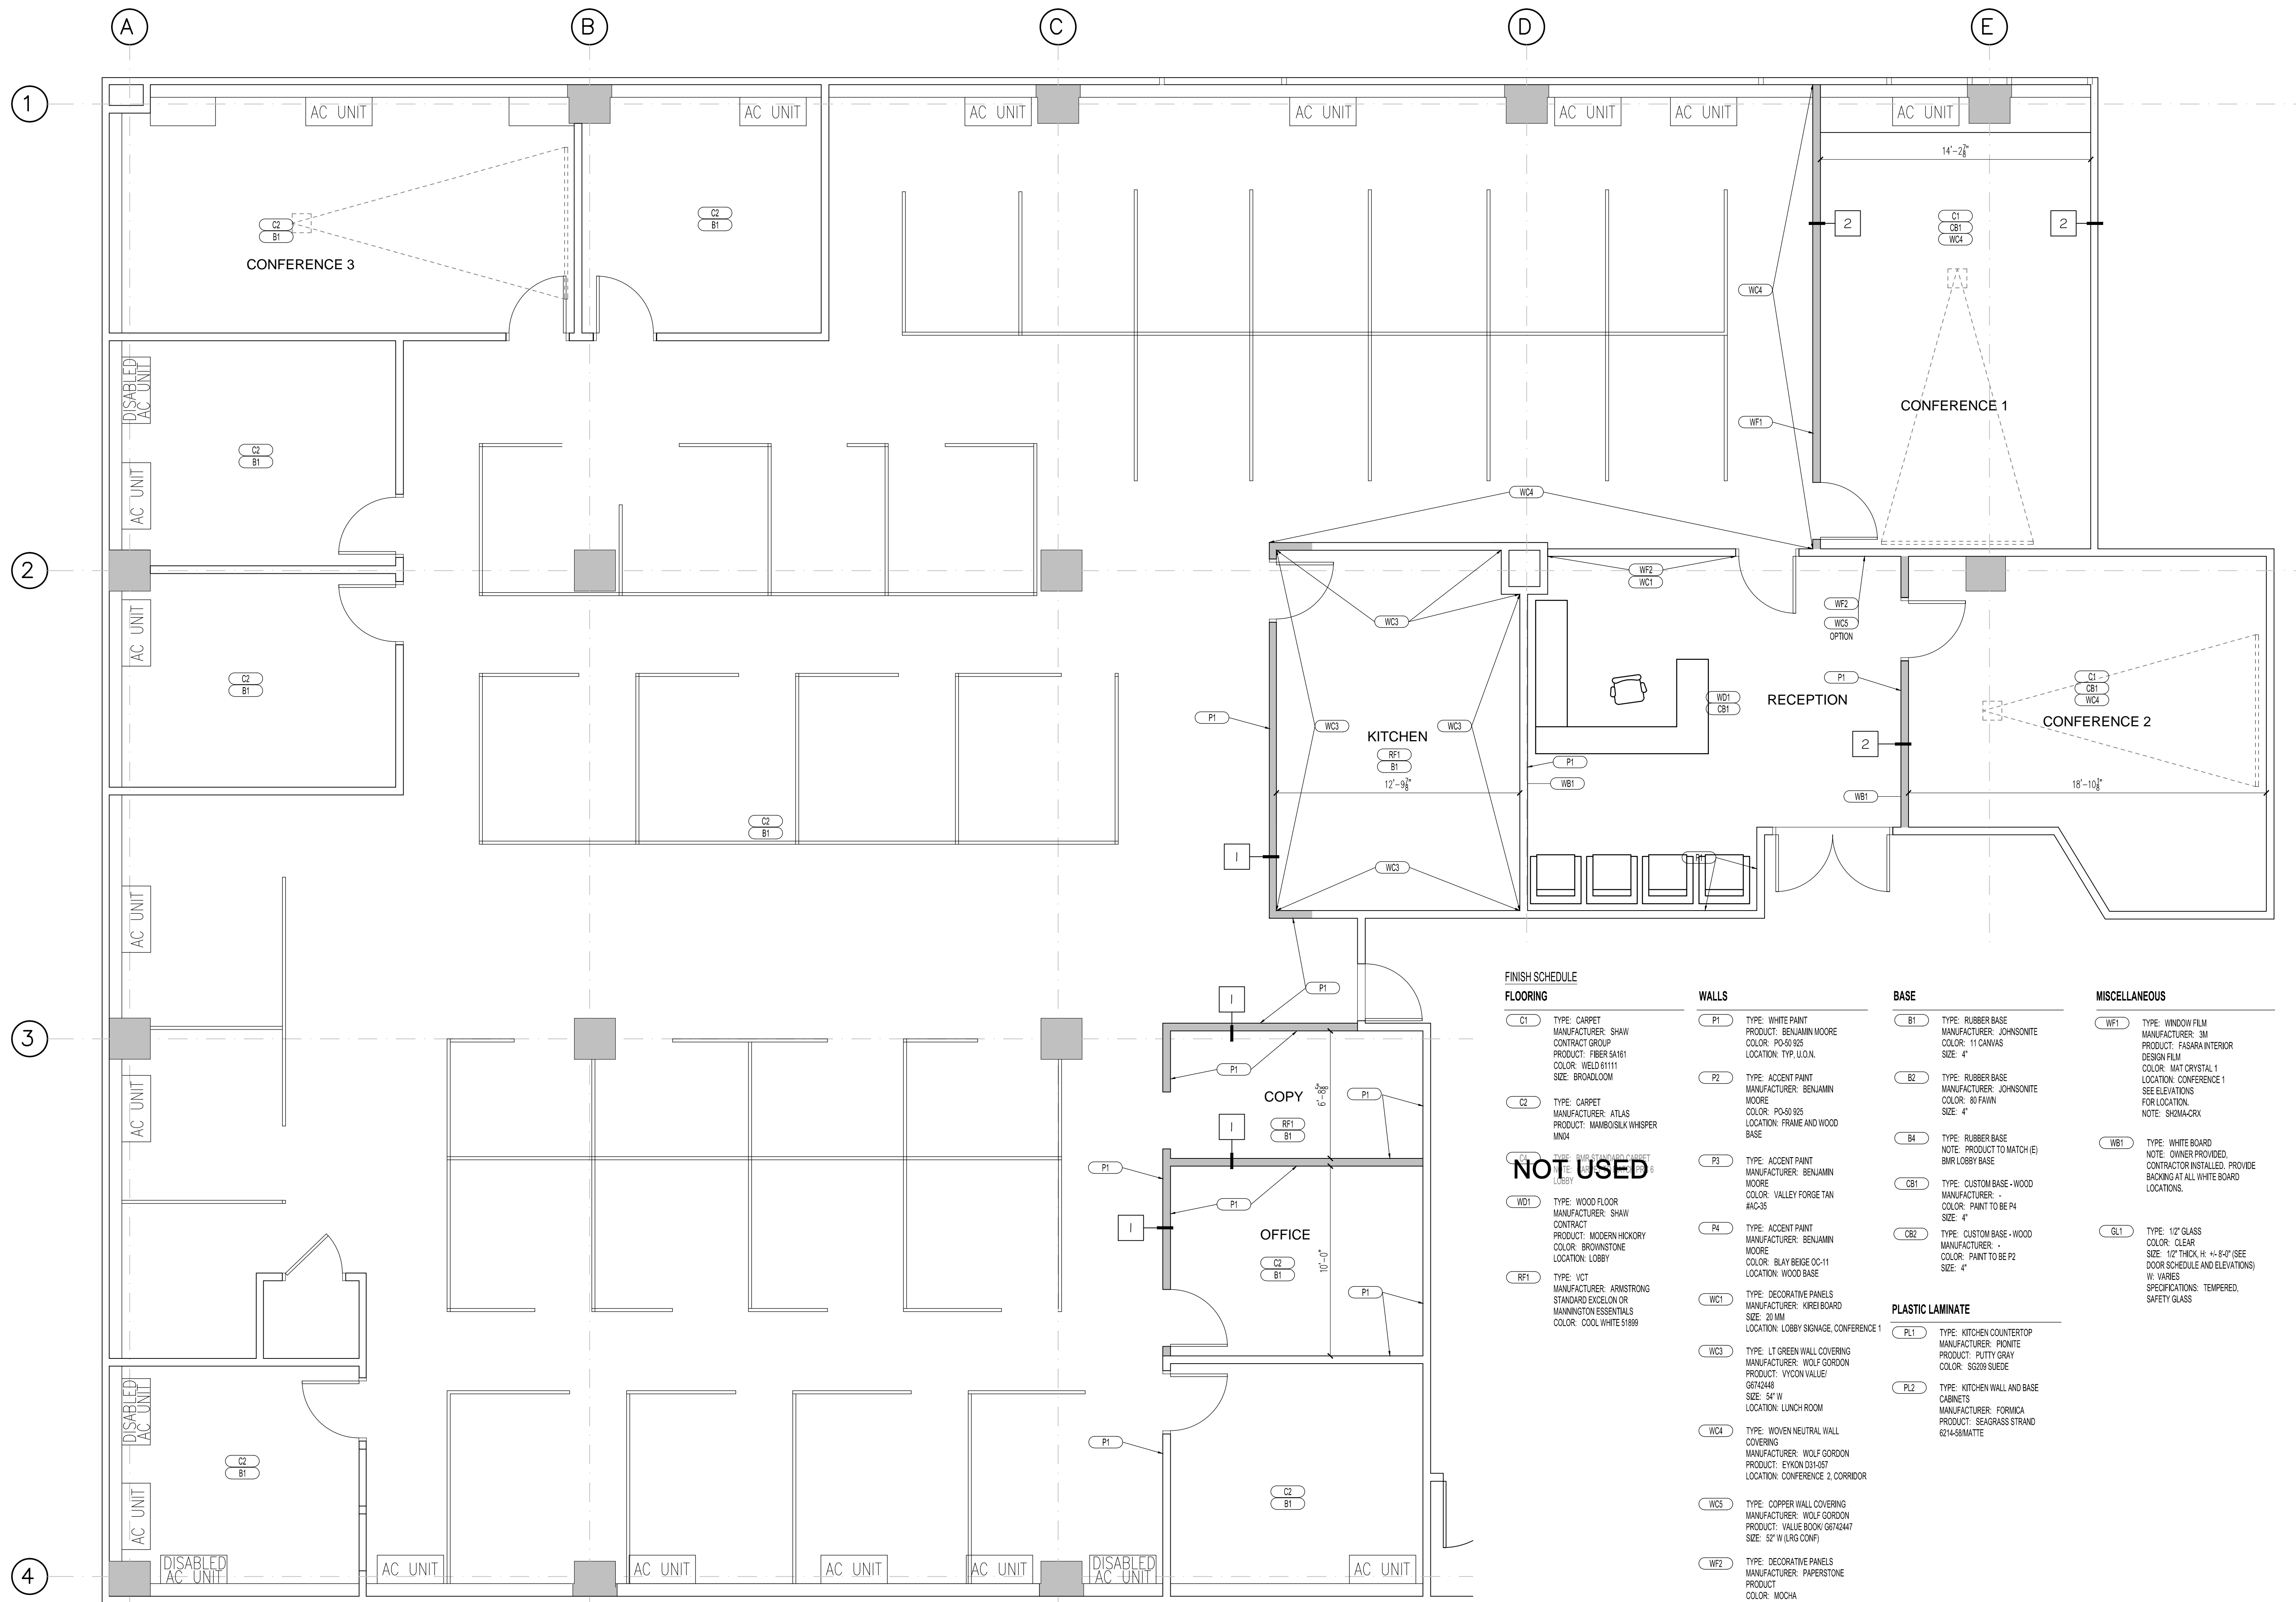 A
B
C
D
E
1
2
3
4
AC UNIT
AC UNIT
AC UNIT
AC UNIT
AC UNIT
AC UNIT
AC UNIT
14'-2 7/8"
C2
B1
CONFERENCE 3
C2
B1
2
C1
CB1
WC4
2
WC4
CONFERENCE 1
WF1
DISABLED
AC UNIT
C2
B1
AC UNIT
WC4
WF2
WC1
WF2
WC5
OPTION
AC UNIT
WC3
C2
B1
P1
C1
CB1
WC4
CONFERENCE 2
WD1
CB1
RECEPTION
P1
WC3
WC3
KITCHEN
RF1
B1
12'-9 7/8"
2
P1
WB1
WB1
18'-10 7/8"
C2
B1
1
P1
WC3
AC UNIT
P1
1
P1
COPY
RF1
B1
6'-8 5/8"
P1
AC UNIT
1
P1
P1
1
OFFICE
C2
B1
10'-0"
P1
DISABLED
AC UNIT
P1
C2
B1
C2
B1
AC UNIT
DISABLED
AC UNIT
AC UNIT
AC UNIT
AC UNIT
AC UNIT
DISABLED
AC UNIT
AC UNIT
FINISH SCHEDULE
FLOORING
C1
TYPE: CARPET
MANUFACTURER: SHAW
CONTRACT GROUP
PRODUCT: FIBER 5A161
COLOR: WELD 61111
SIZE: BROADLOOM
C2
TYPE: CARPET
MANUFACTURER: ATLAS
PRODUCT: MAMBO/SILK WHISPER
MN04
TYPE: BMR STANDARD CARPET
LOBBY
NOT USED
WD1
TYPE: WOOD FLOOR
MANUFACTURER: SHAW
CONTRACT
PRODUCT: MODERN HICKORY
COLOR: BROWNSTONE
LOCATION: LOBBY
RF1
TYPE: VCT
MANUFACTURER: ARMSTRONG
STANDARD EXCELON OR
MANNINGTON ESSENTIALS
COLOR: COOL WHITE 51899
WALLS
P1
TYPE: WHITE PAINT
PRODUCT: BENJAMIN MOORE
COLOR: PO-50 925
LOCATION: TYP, U.O.N.
P2
TYPE: ACCENT PAINT
MANUFACTURER: BENJAMIN
MOORE
COLOR: PO-50 925
LOCATION: FRAME AND WOOD
BASE
P3
TYPE: ACCENT PAINT
MANUFACTURER: BENJAMIN
MOORE
COLOR: VALLEY FORGE TAN
#AC-35
P4
TYPE: ACCENT PAINT
MANUFACTURER: BENJAMIN
MOORE
COLOR: BLAY BEIGE OC-11
LOCATION: WOOD BASE
WC1
TYPE: DECORATIVE PANELS
MANUFACTURER: KIREI BOARD
SIZE: 20 MM
LOCATION: LOBBY SIGNAGE, CONFERENCE 1
WC3
TYPE: LT GREEN WALL COVERING
MANUFACTURER: WOLF GORDON
PRODUCT: VYCON VALUE/
G6742448
SIZE: 54" W
LOCATION: LUNCH ROOM
WC4
TYPE: WOVEN NEUTRAL WALL
COVERING
MANUFACTURER: WOLF GORDON
PRODUCT: EYKON D31-057
LOCATION: CONFERENCE 2, CORRIDOR
WC5
TYPE: COPPER WALL COVERING
MANUFACTURER: WOLF GORDON
PRODUCT: VALUE BOOK/ G6742447
SIZE: 52" W (LRG CONF)
WF2
TYPE: DECORATIVE PANELS
MANUFACTURER: PAPERSTONE
PRODUCT
COLOR: MOCHA
BASE
B1
TYPE: RUBBER BASE
MANUFACTURER: JOHNSONITE
COLOR: 11 CANVAS
SIZE: 4"
B2
TYPE: RUBBER BASE
MANUFACTURER: JOHNSONITE
COLOR: 80 FAWN
SIZE: 4"
B4
TYPE: RUBBER BASE
NOTE: PRODUCT TO MATCH (E)
BMR LOBBY BASE
CB1
TYPE: CUSTOM BASE - WOOD
MANUFACTURER: -
COLOR: PAINT TO BE P4
SIZE: 4"
CB2
TYPE: CUSTOM BASE - WOOD
MANUFACTURER: -
COLOR: PAINT TO BE P2
SIZE: 4"
PLASTIC LAMINATE
PL1
TYPE: KITCHEN COUNTERTOP
MANUFACTURER: PIONITE
PRODUCT: PUTTY GRAY
COLOR: SG209 SUEDE
PL2
TYPE: KITCHEN WALL AND BASE
CABINETS
MANUFACTURER: FORMICA
PRODUCT: SEAGRASS STRAND
6214-58/MATTE
MISCELLANEOUS
WF1
TYPE: WINDOW FILM
MANUFACTURER: 3M
PRODUCT: FASARA INTERIOR
DESIGN FILM
COLOR: MAT CRYSTAL 1
LOCATION: CONFERENCE 1
SEE ELEVATIONS
FOR LOCATION.
NOTE: SH2MA-CRX
WB1
TYPE: WHITE BOARD
NOTE: OWNER PROVIDED,
CONTRACTOR INSTALLED. PROVIDE
BACKING AT ALL WHITE BOARD
LOCATIONS.
GL1
TYPE: 1/2" GLASS
COLOR: CLEAR
SIZE: 1/2" THICK, H: +/- 8'-0" (SEE
DOOR SCHEDULE AND ELEVATIONS)
W: VARIES
SPECIFICATIONS: TEMPERED,
SAFETY GLASS